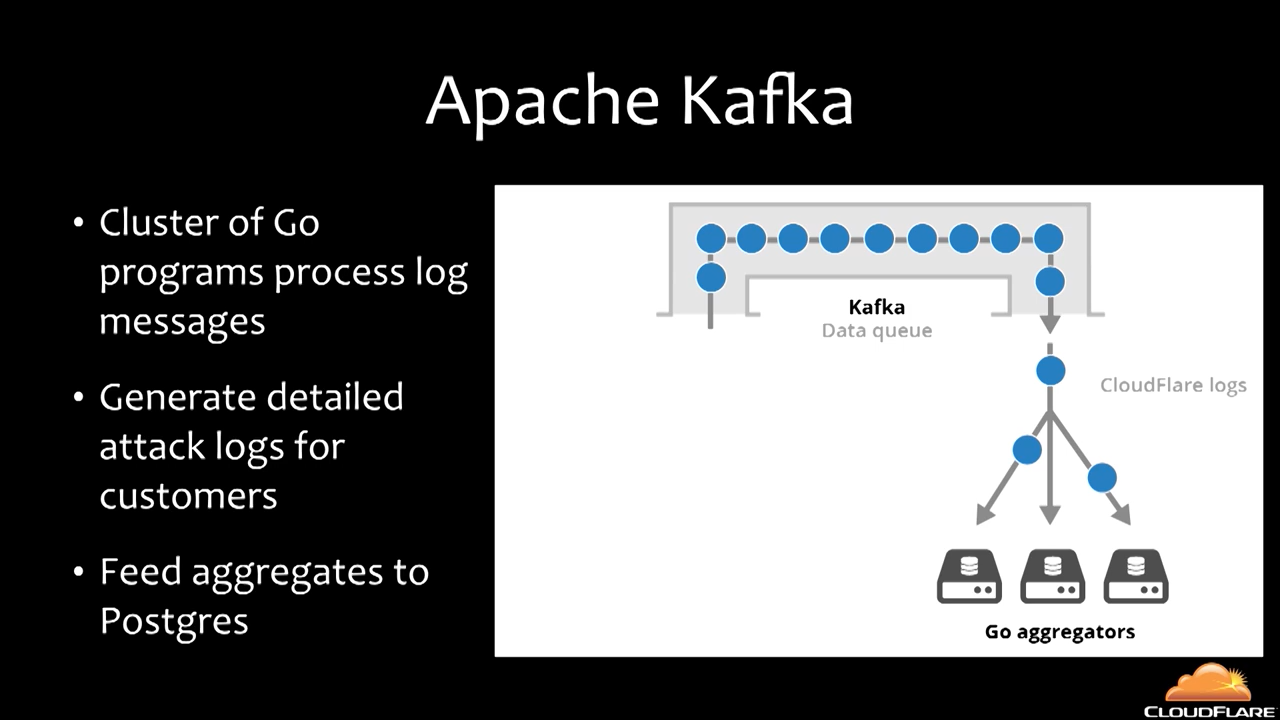 Apache Kafka
• Cluster of Go
programs process log
messages
• Generate detailed
attack logs for
customers
• Feed aggregates to
Postgres
Kafka
Data queue
CloudFlare logs
Go aggregators
CLOUDFLARE